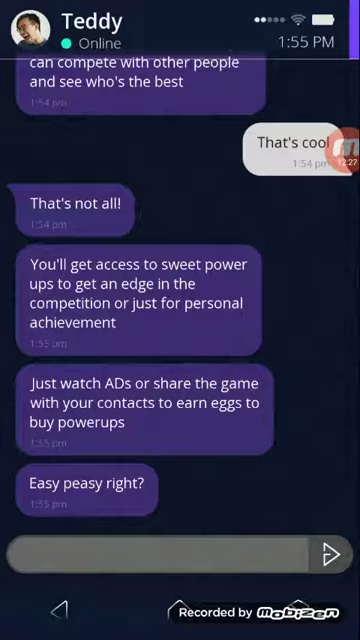 Teddy
Online
1:55 PM
can compete with other people
and see who's the best
1:54 pm
That's cool
1:54 pm
12:27
That's not all!
1:54 pm
You'll get access to sweet power
ups to get an edge in the
competition or just for personal
achievement
1:55 pm
Just watch ADs or share the game
with your contacts to earn eggs to
buy powerups
1:55 pm
Easy peasy right?
1:55 pm
Recorded by mobizen